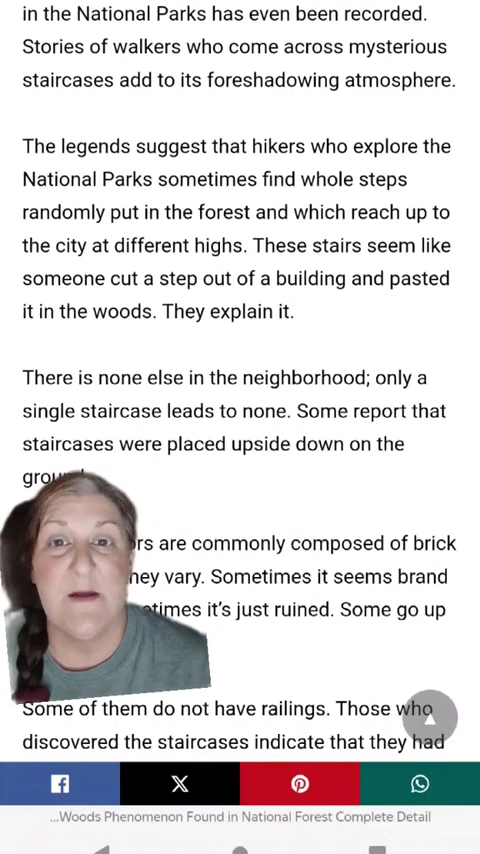 in the National Parks has even been recorded.
Stories of walkers who come across mysterious
staircases add to its foreshadowing atmosphere.
The legends suggest that hikers who explore the
National Parks sometimes find whole steps
randomly put in the forest and which reach up to
the city at different highs. These stairs seem like
someone cut a step out of a building and pasted
it in the woods. They explain it.
There is none else in the neighborhood; only a
single staircase leads to none. Some report that
staircases were placed upside down on the
are commonly composed of brick
vary. Sometimes it seems brand
it's just ruined. Some go up
Some of them do not have railings. Those who
discovered the staircases indicate that they had
...Woods Phenomenon Found in National Forest Complete Detail